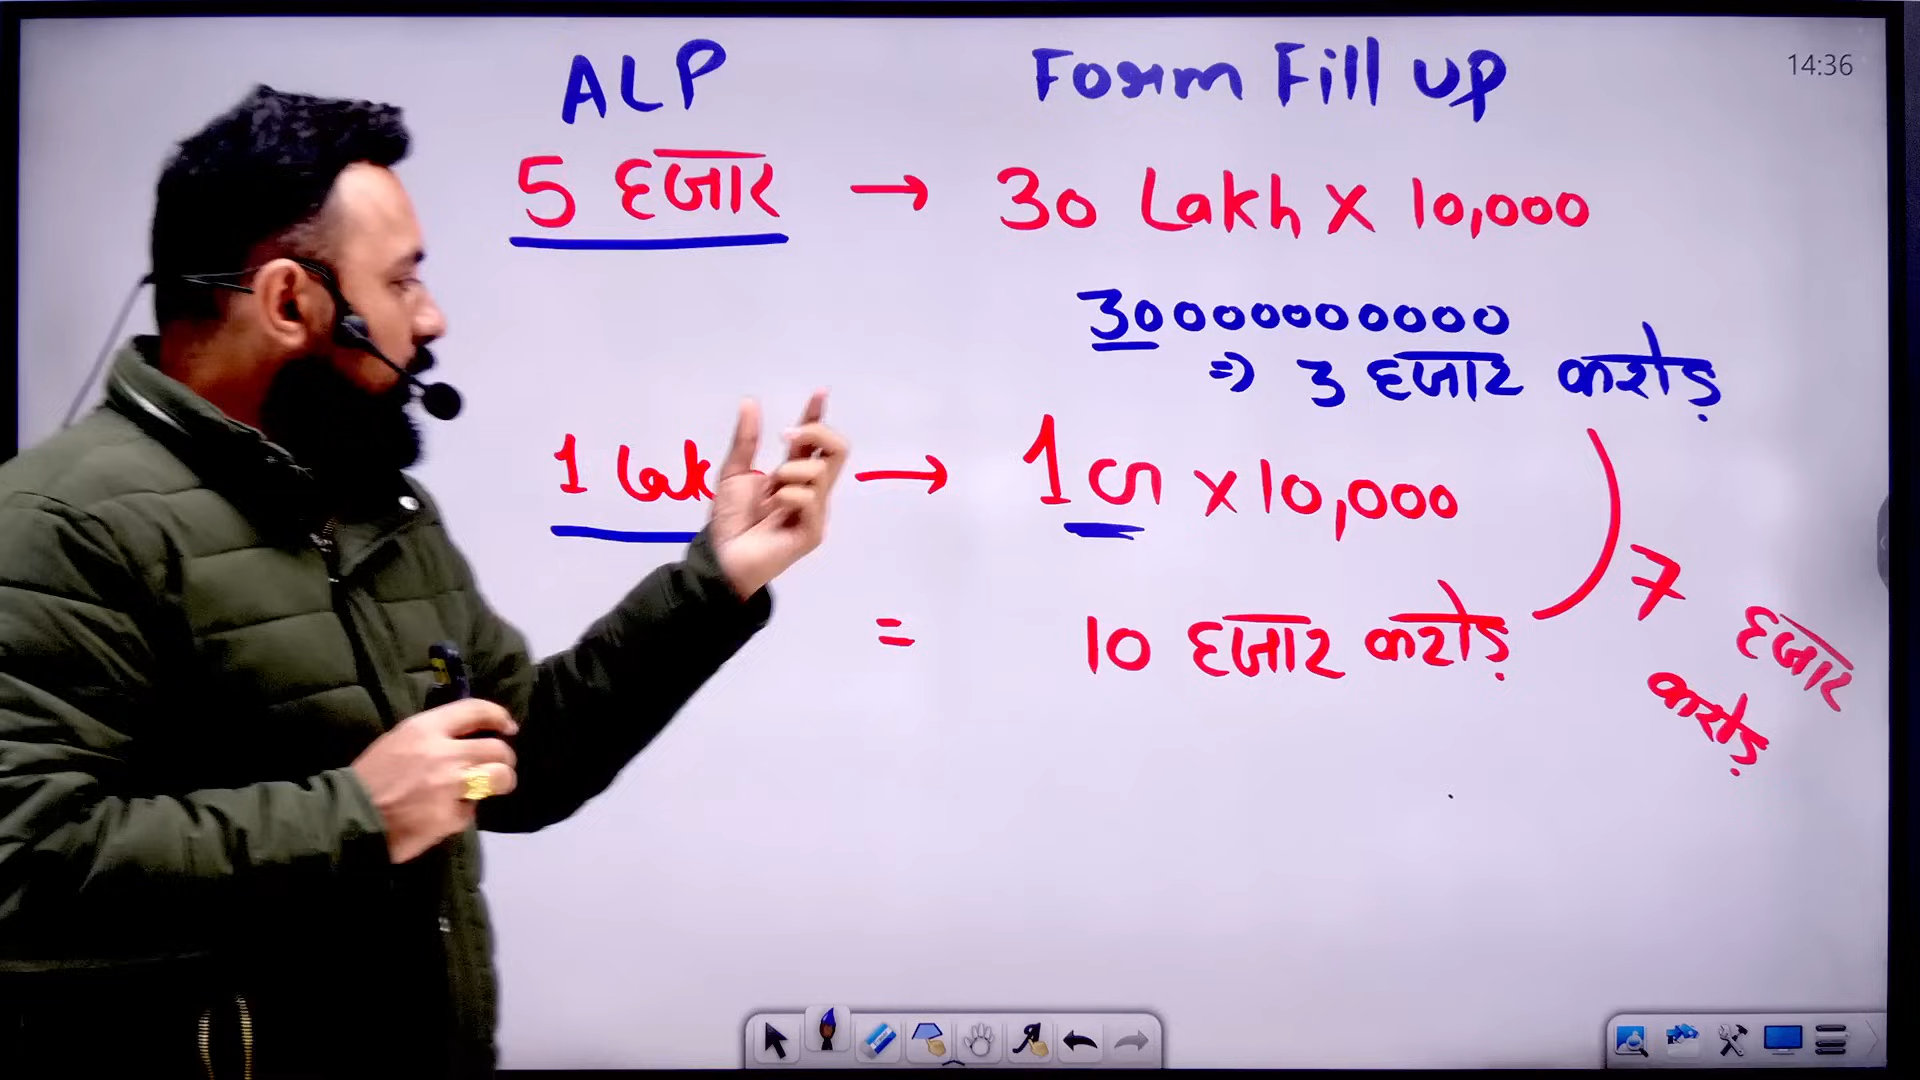 14:36
ALP Form Fill up
5 हजार → 30 Lakh x 10,000
300000000000
⇒ 3 हजार करोड़
1 → 1 x 10,000
7 हजार करोड़
= 10 हजार करोड़